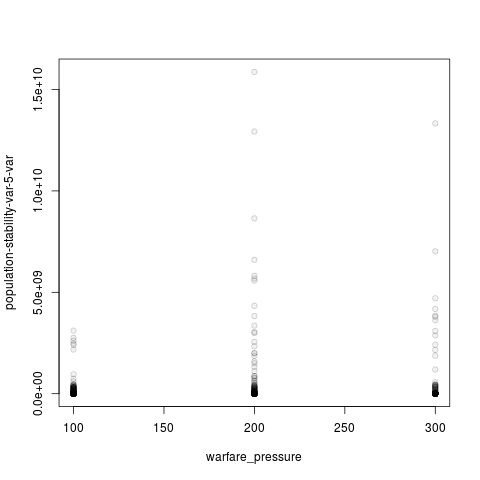 population-stability-var-5-var
1.5e+10
1.0e+10
5.0e+09
0.0e+00
100 150 200 250 300
warfare_pressure